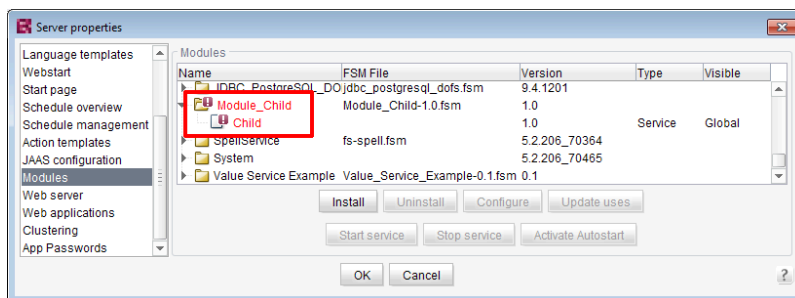 Server properties
Language templates
Webstart
Start page
Schedule overview
Schedule management
Action templates
JAAS configuration
Modules
Web server
Web applications
Clustering
App Passwords
Modules
Name FSM File Version Type Visible
JDBC_PostgreSQL_DO jdbc_postgresql_dofs.fsm 9.4.1201
Module_Child Module_Child-1.0.fsm 1.0
Child 1.0 Service Global
SpellService fs-spell.fsm 5.2.206_70364
System 5.2.206_70465
Value Service Example Value_Service_Example-0.1.fsm 0.1
Install Uninstall Configure Update uses
Start service Stop service Activate Autostart
OK Cancel ?